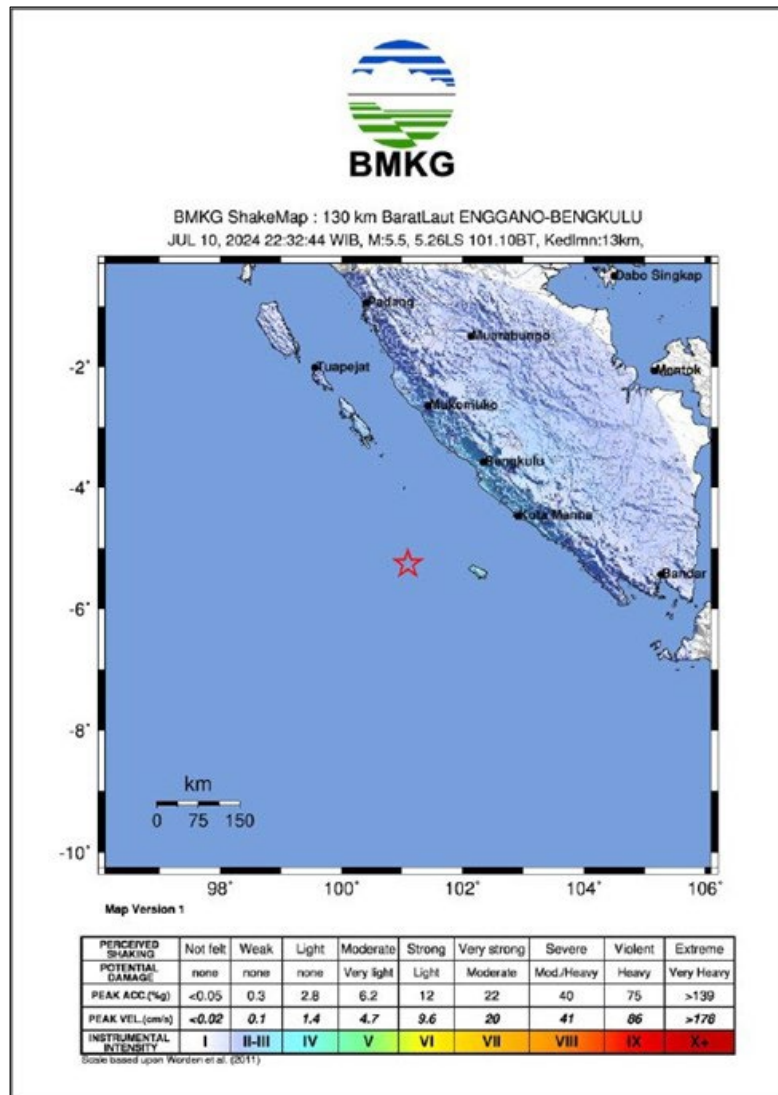 BMKG
BMKG ShakeMap : 130 km BaratLaut ENGGANO-BENGKULU
JUL 10, 2024 22:32:44 WIB, M:5.5, 5.26LS 101.10BT, Kedlmn:13km,
Dabo Singkap
Padang
Muarabungo
-2°
Mentok
Tuapejat
Mukomuko
Bengkulu
-4°
Kota Manna
Bandar
-6°
-8°
km
0 75 150
-10°
98° 100° 102° 104° 106°
Map Version 1
PERCEIVED SHAKING Not felt Weak Light Moderate Strong Very strong Severe Violent Extreme
POTENTIAL DAMAGE none none none Very light Light Moderate Mod./Heavy Heavy Very Heavy
PEAK ACC.(%g) <0.05 0.3 2.8 6.2 12 22 40 75 >139
PEAK VEL.(cm/s) <0.02 0.1 1.4 4.7 9.6 20 41 86 >178
INSTRUMENTAL INTENSITY I II-III IV V VI VII VIII IX X+
Scale based upon Worden et al. (2011)